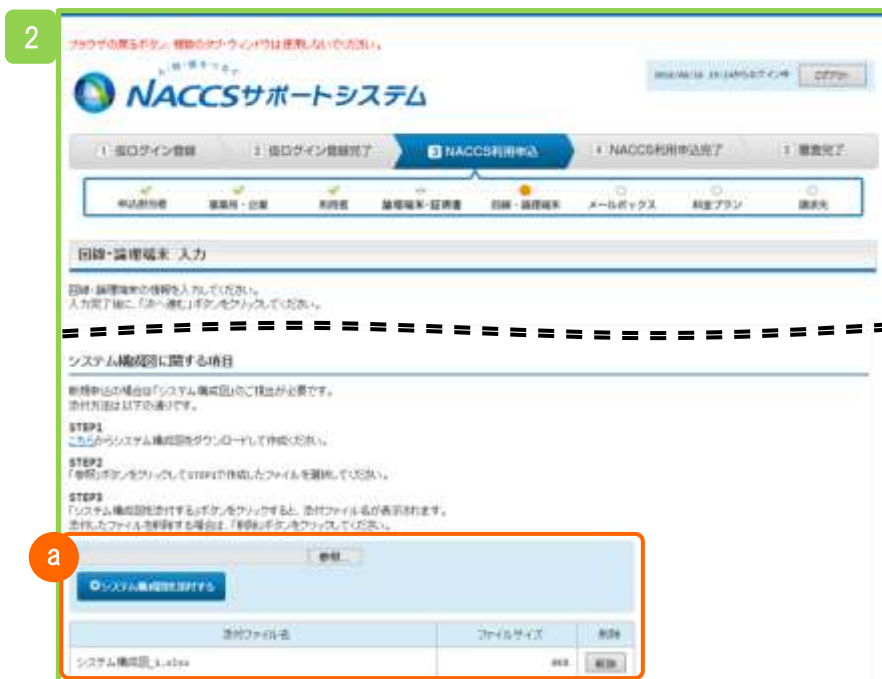 2
ブラウザの戻るボタン、複数のタブ・ウィンドウは使用しないでください。
NACCSサポートシステム
ログアウト
1 仮ログイン登録
2 仮ログイン登録完了
3 NACCS利用申込
4 NACCS利用申込完了
5 審査完了
申込担当者
事業所・企業
利用者
論理端末・証明書
回線・論理端末
メールボックス
料金プラン
請求先
回線・論理端末 入力
回線・論理端末の情報を入力してください。
入力完了後に、「次へ進む」ボタンをクリックしてください。
システム構成図に関する項目
新規申込の場合は「システム構成図」のご提出が必要です。
添付方法は以下の通りです。
STEP1
こちらからシステム構成図をダウンロードして作成ください。
STEP2
「参照」ボタンをクリックしてSTEP1で作成したファイルを選択してください。
STEP3
「システム構成図を添付する」ボタンをクリックすると、添付ファイル名が表示されます。
添付したファイルを削除する場合は、「削除」ボタンをクリックしてください。
a
参照...
システム構成図を添付する
添付ファイル名
ファイルサイズ
削除
システム構成図_1.xlsx
削除